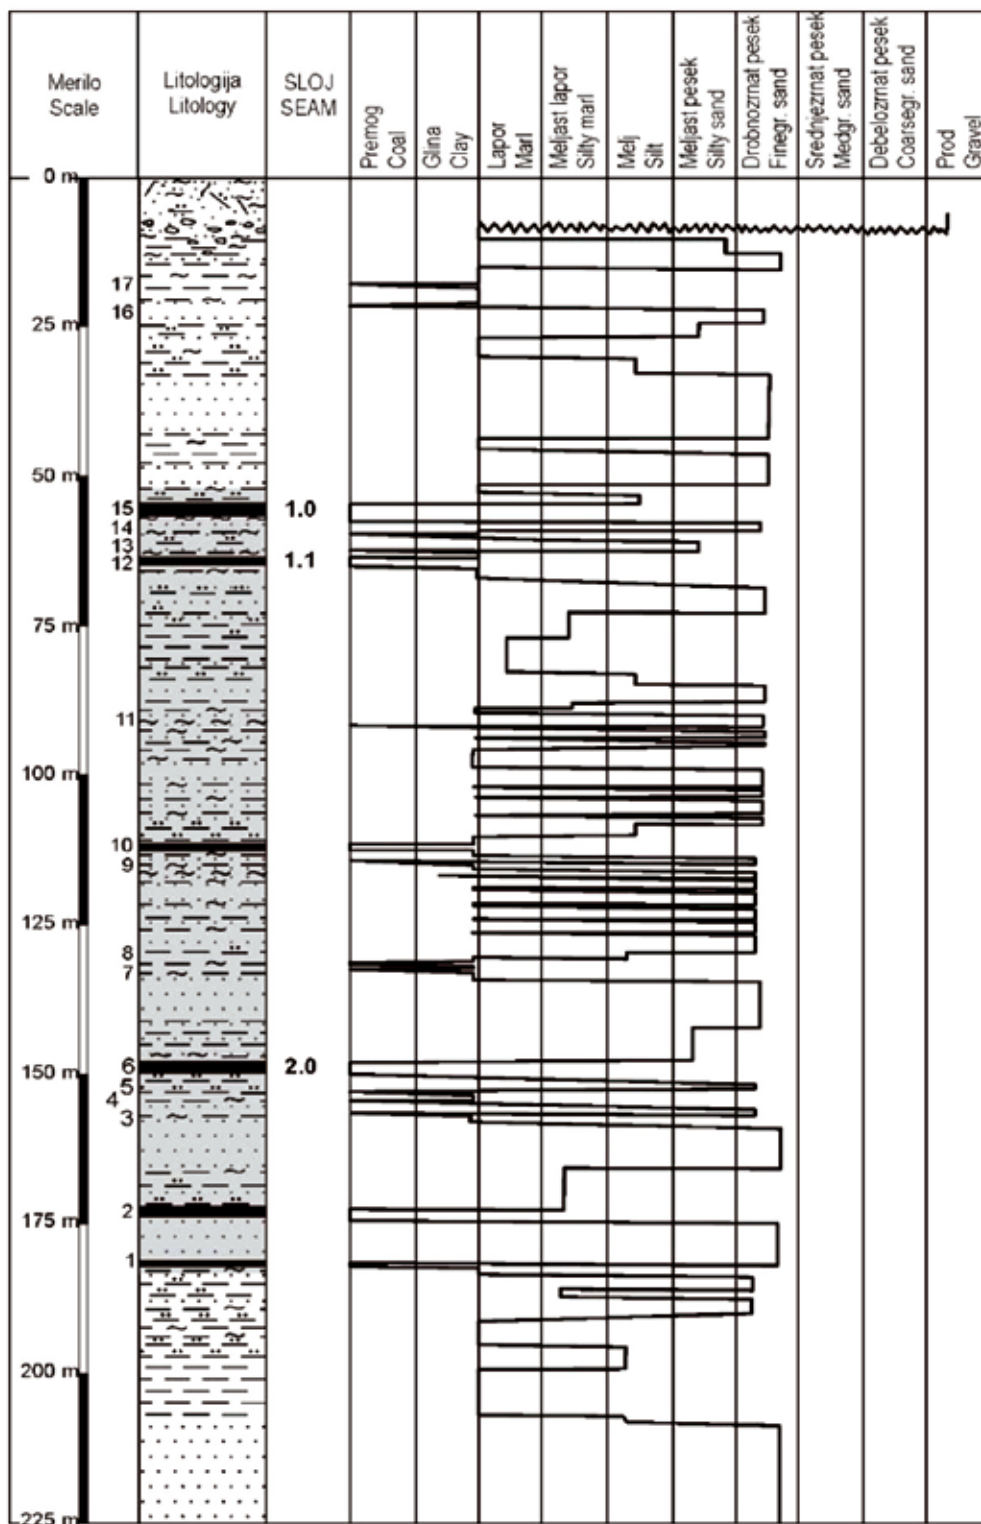 Merilo
Scale
Litologija
Litology
SLOJ
SEAM
Premog
Coal
Glina
Clay
Lapor
Marl
Meljast lapor
Silty marl
Melj
Silt
Meljast pesek
Silty sand
Drobnozrnat pesek
Finegr. sand
Srednjezrnat pesek
Medgr. sand
Debelozrnat pesek
Coarsegr. sand
Prod
Gravel
0 m
17
16
25 m
50 m
15 1.0
14
13
12 1.1
75 m
11
100 m
10
9
125 m
8
7
6 2.0
150 m
5
4
3
2
175 m
1
200 m
225 m